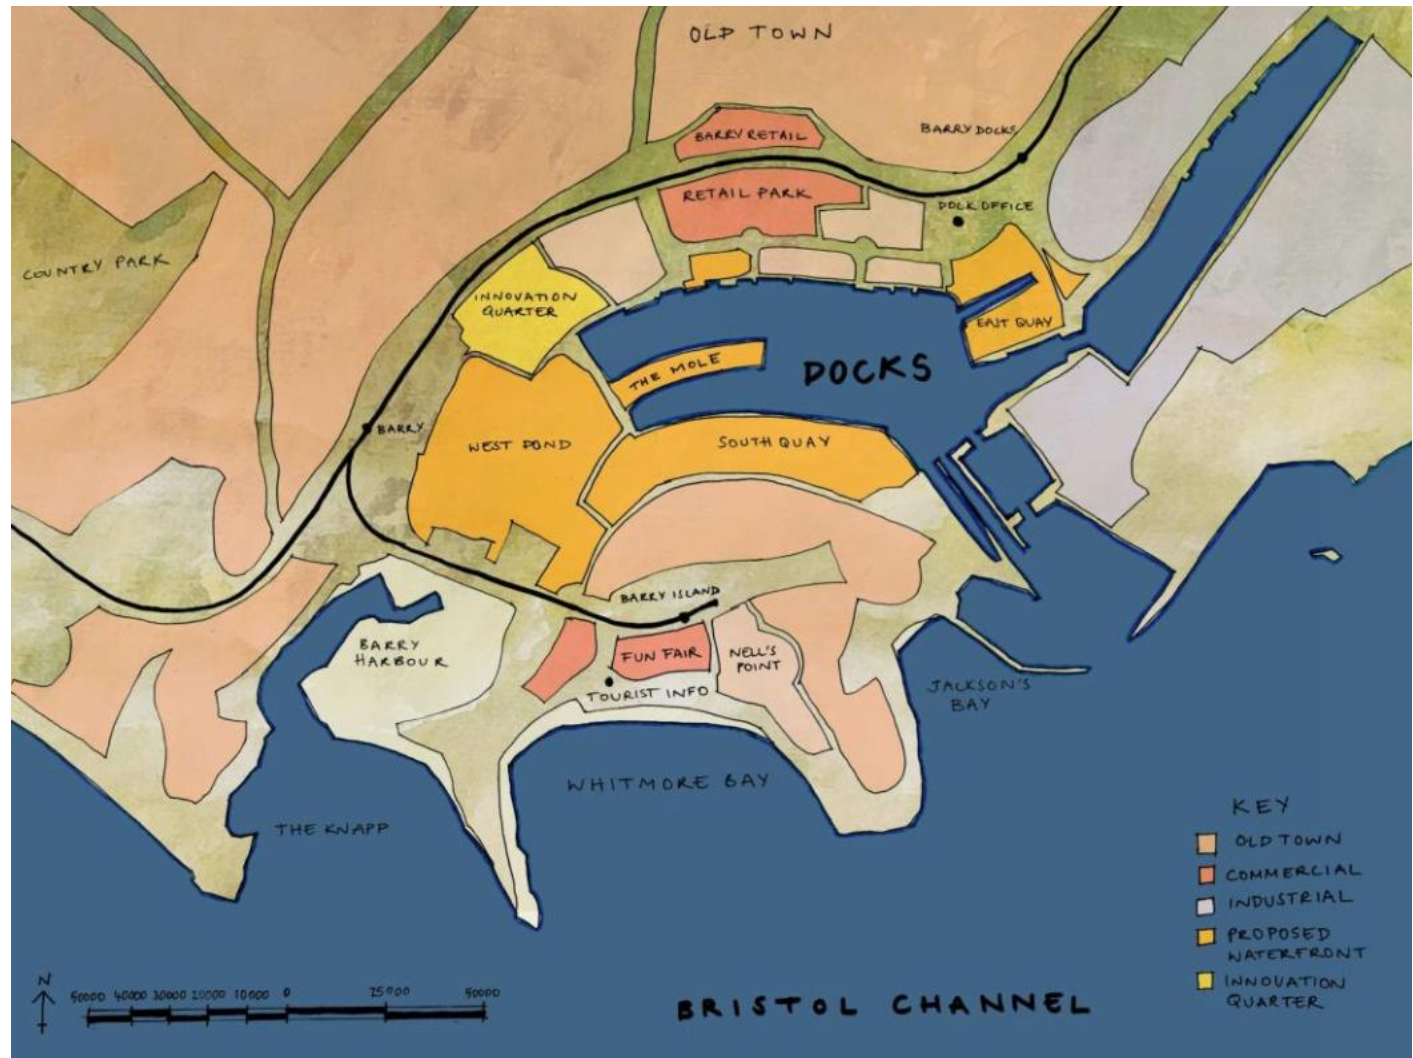 OLD TOWN
BARRY RETAIL
BARRY DOCKS
RETAIL PARK
DOCK OFFICE
COUNTRY PARK
INNOVATION
QUARTER
EAST QUAY
THE MOLE
DOCKS
BARRY
WEST POND
SOUTH QUAY
BARRY ISLAND
BARRY
HARBOUR
FUN FAIR
NELL'S
POINT
TOURIST INFO
JACKSON'S
BAY
WHITMORE BAY
THE KNAPP
KEY
OLD TOWN
COMMERCIAL
INDUSTRIAL
PROPOSED
WATERFRONT
INNOVATION
QUARTER
N
50000 40000 30000 20000 10000 0 25000 50000
BRISTOL CHANNEL